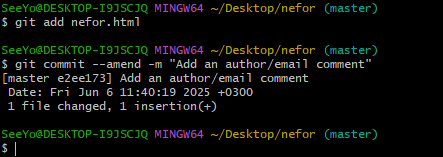 SeeYo@DESKTOP-I9JSCJQ MINGW64 ~/Desktop/nefor (master)
$ git add nefor.html
SeeYo@DESKTOP-I9JSCJQ MINGW64 ~/Desktop/nefor (master)
$ git commit --amend -m "Add an author/email comment"
[master e2ee173] Add an author/email comment
 Date: Fri Jun 6 11:40:19 2025 +0300
 1 file changed, 1 insertion(+)
SeeYo@DESKTOP-I9JSCJQ MINGW64 ~/Desktop/nefor (master)
$